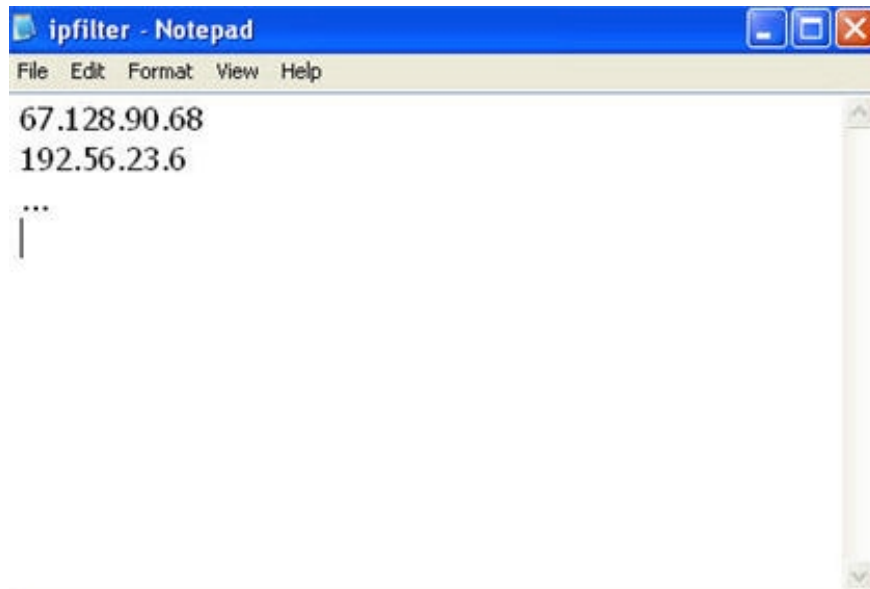 ipfilter - Notepad
File Edit Format View Help
67.128.90.68
192.56.23.6
...